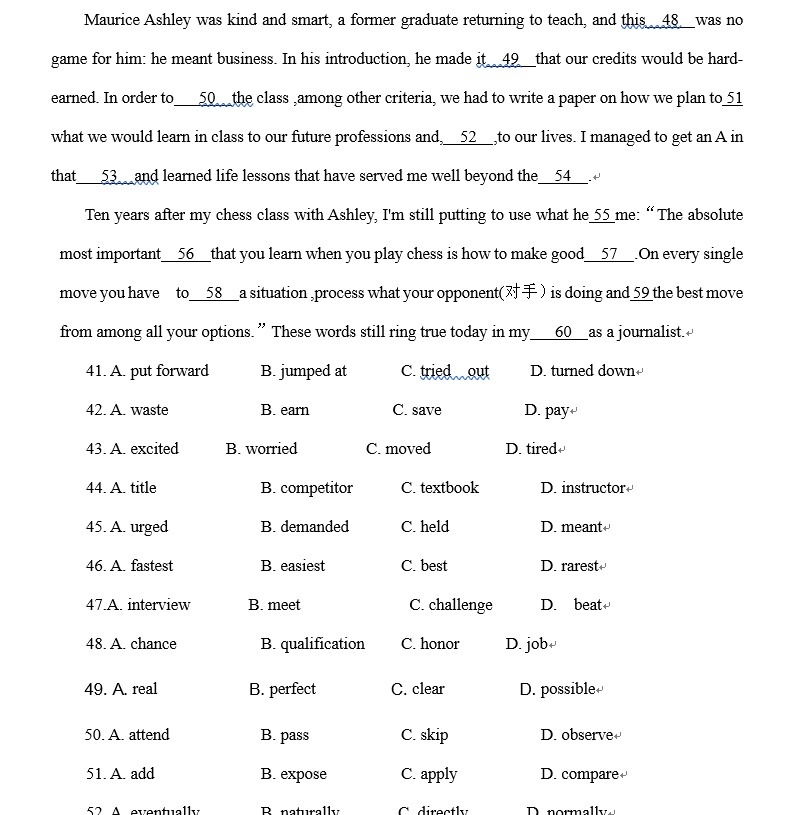 Maurice Ashley was kind and smart, a former graduate returning to teach, and this 48 was no
game for him: he meant business. In his introduction, he made it 49 that our credits would be hard-
earned. In order to 50 the class ,among other criteria, we had to write a paper on how we plan to 51
what we would learn in class to our future professions and, 52 ,to our lives. I managed to get an A in
that 53 and learned life lessons that have served me well beyond the 54 .
Ten years after my chess class with Ashley, I'm still putting to use what he 55 me: “The absolute
most important 56 that you learn when you play chess is how to make good 57 .On every single
move you have to 58 a situation ,process what your opponent(对手) is doing and 59 the best move
from among all your options.” These words still ring true today in my 60 as a journalist.
41. A. put forward B. jumped at C. tried out D. turned down
42. A. waste B. earn C. save D. pay
43. A. excited B. worried C. moved D. tired
44. A. title B. competitor C. textbook D. instructor
45. A. urged B. demanded C. held D. meant
46. A. fastest B. easiest C. best D. rarest
47.A. interview B. meet C. challenge D. beat
48. A. chance B. qualification C. honor D. job
49. A. real B. perfect C. clear D. possible
50. A. attend B. pass C. skip D. observe
51. A. add B. expose C. apply D. compare
52. A. eventually B. naturally C. directly D. normally